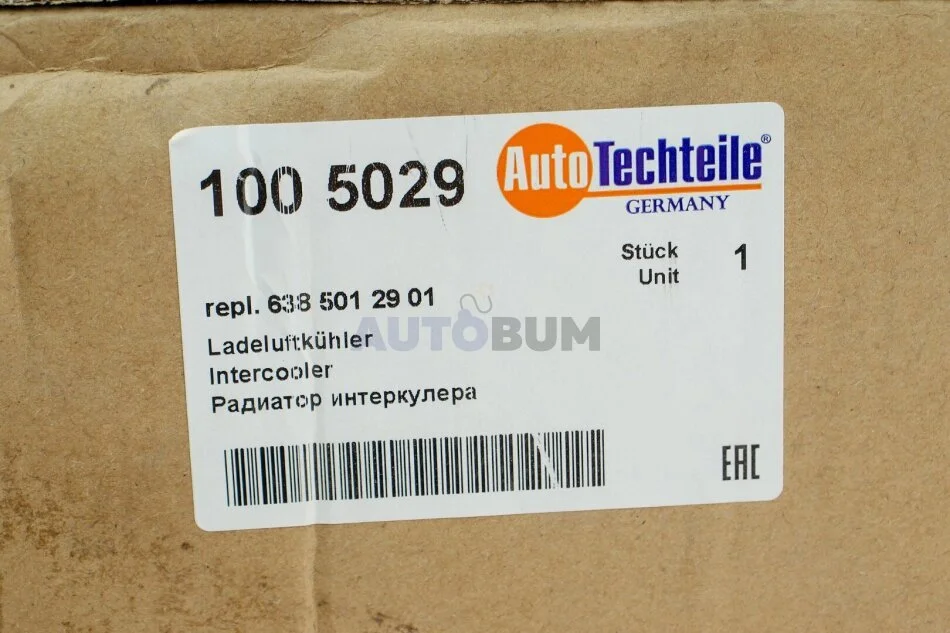 100 5029
AutoTechteile®
GERMANY
Stück 1
Unit
repl. 638 501 29 01
AUTOBUM
Ladeluftkühler
Intercooler
Радиатор интеркулера
EAC